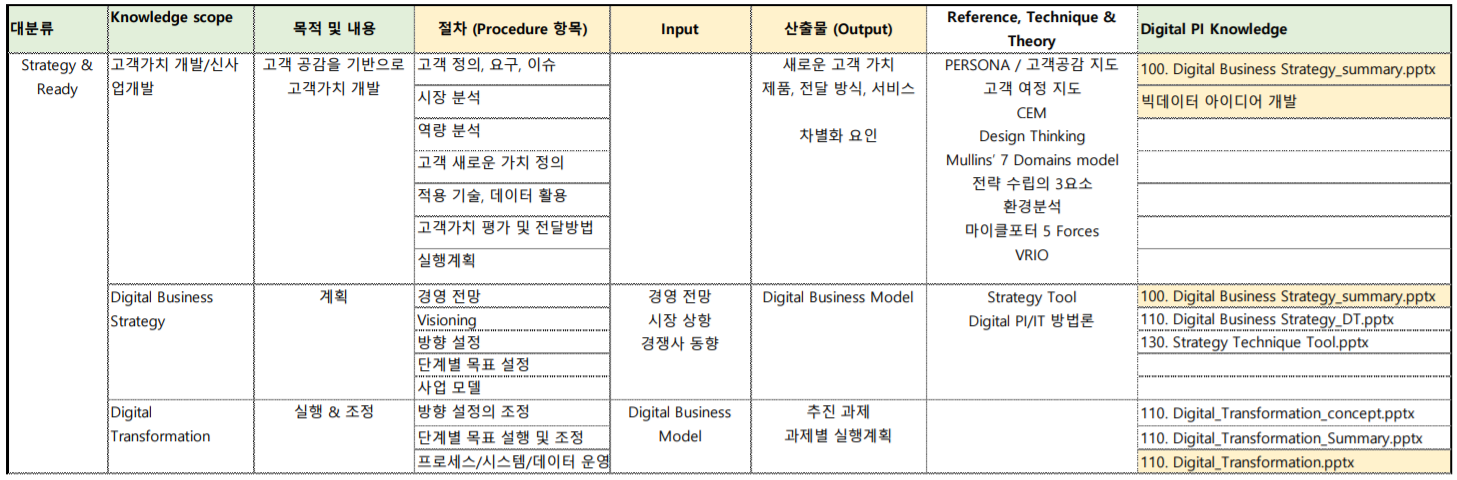 대분류
Knowledge scope
목적 및 내용
절차 (Procedure 항목)
Input
산출물 (Output)
Reference, Technique &
Theory
Digital PI Knowledge
Strategy &
Ready
고객가치 개발/신사
업개발
고객 공감을 기반으로
고객가치 개발
고객 정의, 요구, 이슈
시장 분석
역량 분석
고객 새로운 가치 정의
적용 기술, 데이터 활용
고객가치 평가 및 전달방법
실행계획
새로운 고객 가치
제품, 전달 방식, 서비스
차별화 요인
PERSONA / 고객공감 지도
고객 여정 지도
CEM
Design Thinking
Mullins’ 7 Domains model
전략 수립의 3요소
환경분석
마이클포터 5 Forces
VRIO
100. Digital Business Strategy_summary.pptx
빅데이터 아이디어 개발
Digital Business
Strategy
계획
경영 전망
Visioning
방향 설정
단계별 목표 설정
사업 모델
경영 전망
시장 상황
경쟁사 동향
Digital Business Model
Strategy Tool
Digital PI/IT 방법론
100. Digital Business Strategy_summary.pptx
110. Digital Business Strategy_DT.pptx
130. Strategy Technique Tool.pptx
Digital
Transformation
실행 & 조정
방향 설정의 조정
단계별 목표 설행 및 조정
프로세스/시스템/데이터 운영
Digital Business
Model
추진 과제
과제별 실행계획
110. Digital_Transformation_concept.pptx
110. Digital_Transformation_Summary.pptx
110. Digital_Transformation.pptx